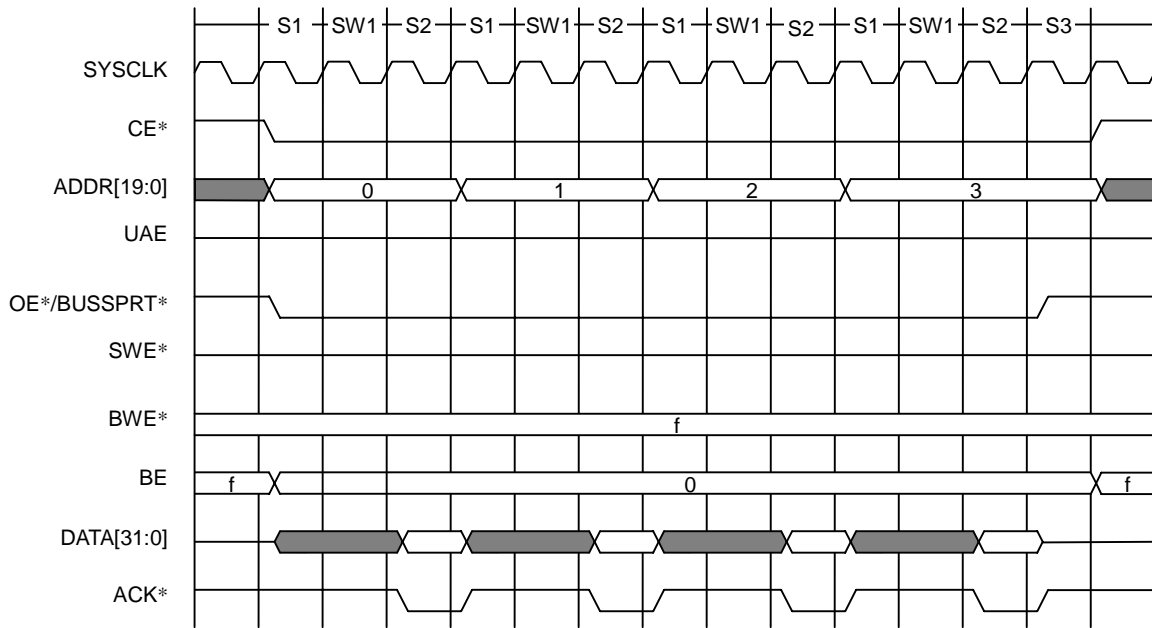 S1 SW1 S2 S1 SW1 S2 S1 SW1 S2 S1 SW1 S2 S3
SYSCLK
CE*
ADDR[19:0] 0 1 2 3
UAE
OE*/BUSSPRT*
SWE*
BWE* f
BE f 0 f
DATA[31:0]
ACK*